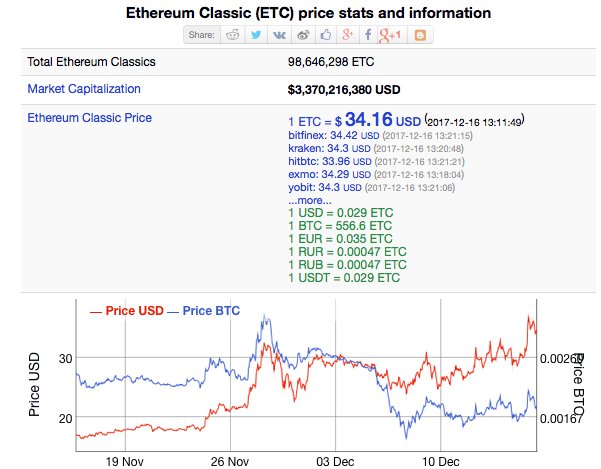 Ethereum Classic (ETC) price stats and information
Share: g+ f g+1
Total Ethereum Classics 98,646,298 ETC
Market Capitalization $3,370,216,380 USD
Ethereum Classic Price 1 ETC = $ 34.16 USD (2017-12-16 13:11:49)
bitfinex: 34.42 USD (2017-12-16 13:21:15)
kraken: 34.3 USD (2017-12-16 13:20:48)
hitbtc: 33.96 USD (2017-12-16 13:21:21)
exmo: 34.29 USD (2017-12-16 13:18:04)
yobit: 34.3 USD (2017-12-16 13:21:06)
...more...
1 USD = 0.029 ETC
1 BTC = 556.6 ETC
1 EUR = 0.035 ETC
1 RUR = 0.00047 ETC
1 RUB = 0.00047 ETC
1 USDT = 0.029 ETC
— Price USD — Price BTC
Price USD
30
20
0.00267
0.00167
Price BTC
19 Nov 26 Nov 03 Dec 10 Dec